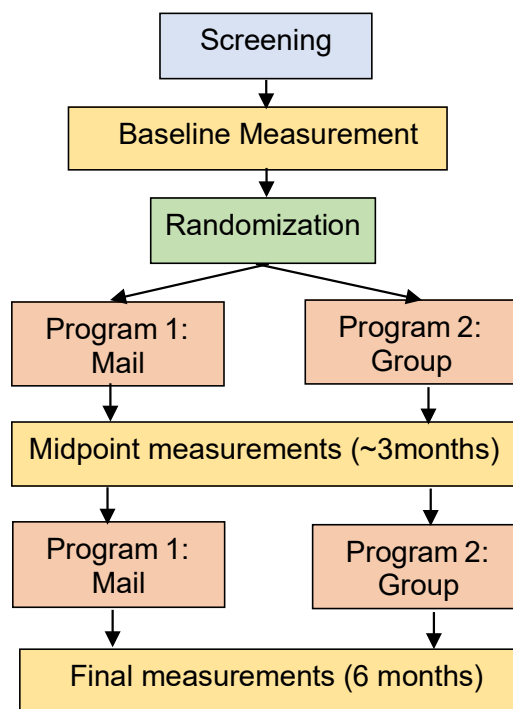 Screening
Baseline Measurement
Randomization
Program 1:
Mail
Program 2:
Group
Midpoint measurements (~3months)
Program 1:
Mail
Program 2:
Group
Final measurements (6 months)